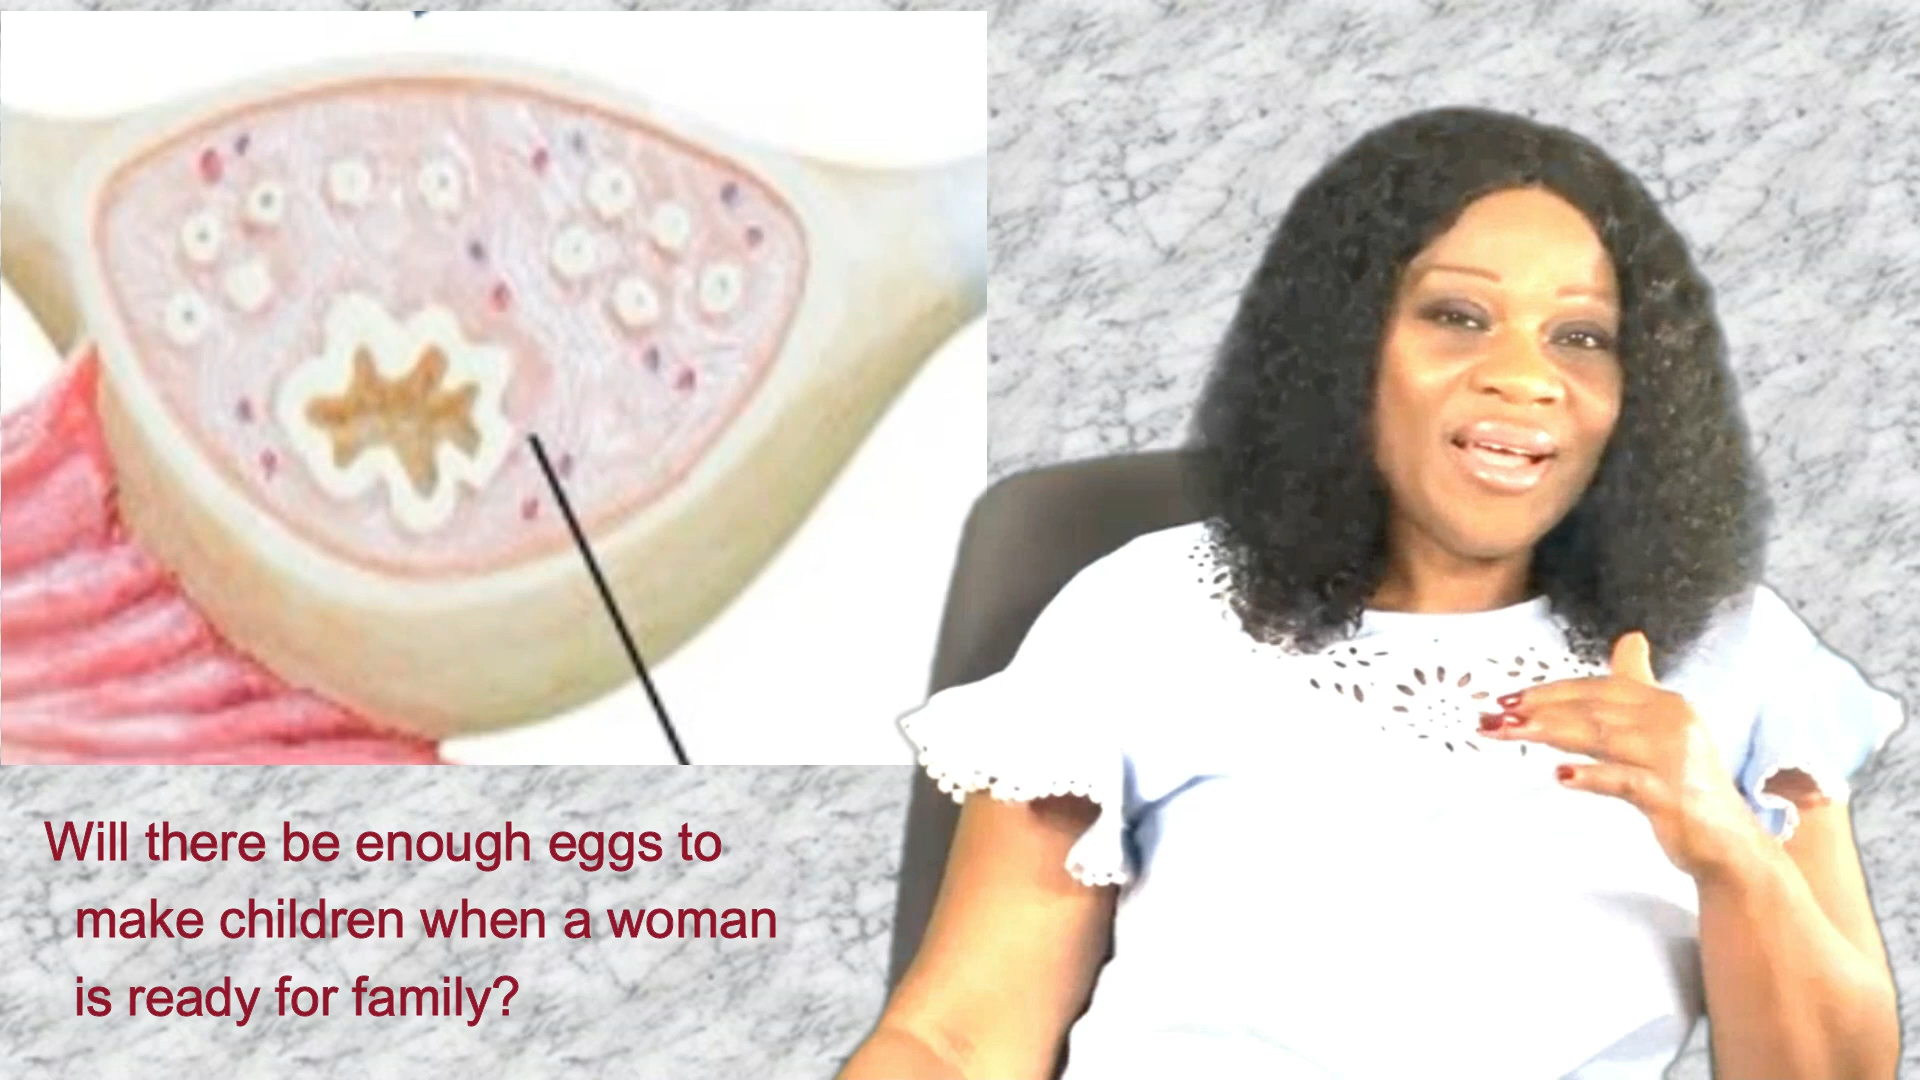 Will there be enough eggs to
make children when a woman
is ready for family?